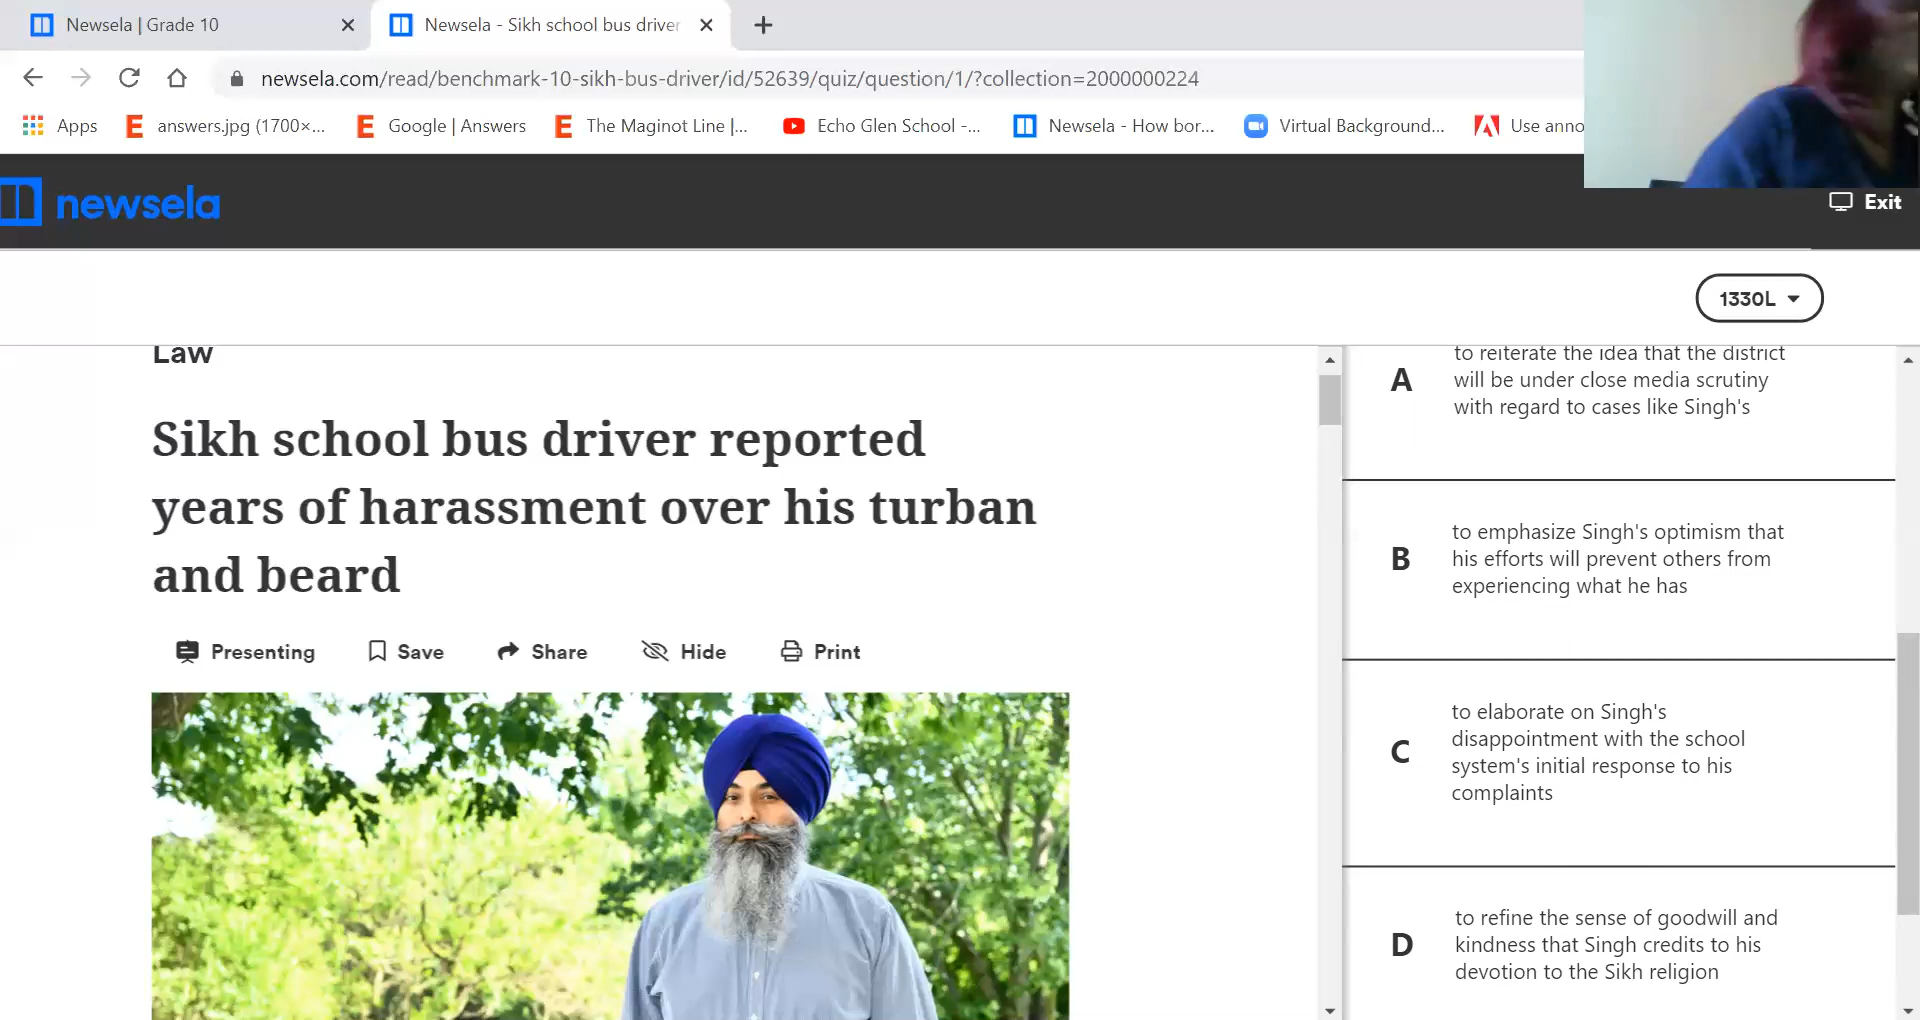 Newsela | Grade 10
Newsela - Sikh school bus driver
newsela.com/read/benchmark-10-sikh-bus-driver/id/52639/quiz/question/1/?collection=2000000224
Apps
answers.jpg (1700×...
Google | Answers
The Maginot Line |...
Echo Glen School -...
Newsela - How bor...
Virtual Background...
Use anno
newsela
Exit
1330L
Law
Sikh school bus driver reported
years of harassment over his turban
and beard
Presenting
Save
Share
Hide
Print
A
to reiterate the idea that the district
will be under close media scrutiny
with regard to cases like Singh's
B
to emphasize Singh's optimism that
his efforts will prevent others from
experiencing what he has
C
to elaborate on Singh's
disappointment with the school
system's initial response to his
complaints
D
to refine the sense of goodwill and
kindness that Singh credits to his
devotion to the Sikh religion